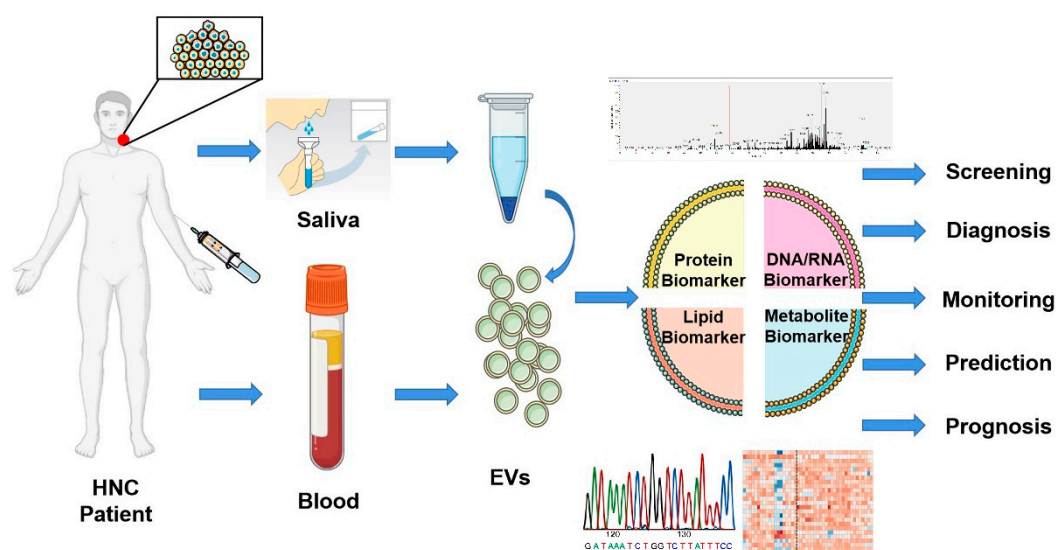 Saliva
HNC
Patient
Blood
EVs
Protein
Biomarker
DNA/RNA
Biomarker
Lipid
Biomarker
Metabolite
Biomarker
120 130
GATAAATCTGGTCTTATTTCC
Screening
Diagnosis
Monitoring
Prediction
Prognosis